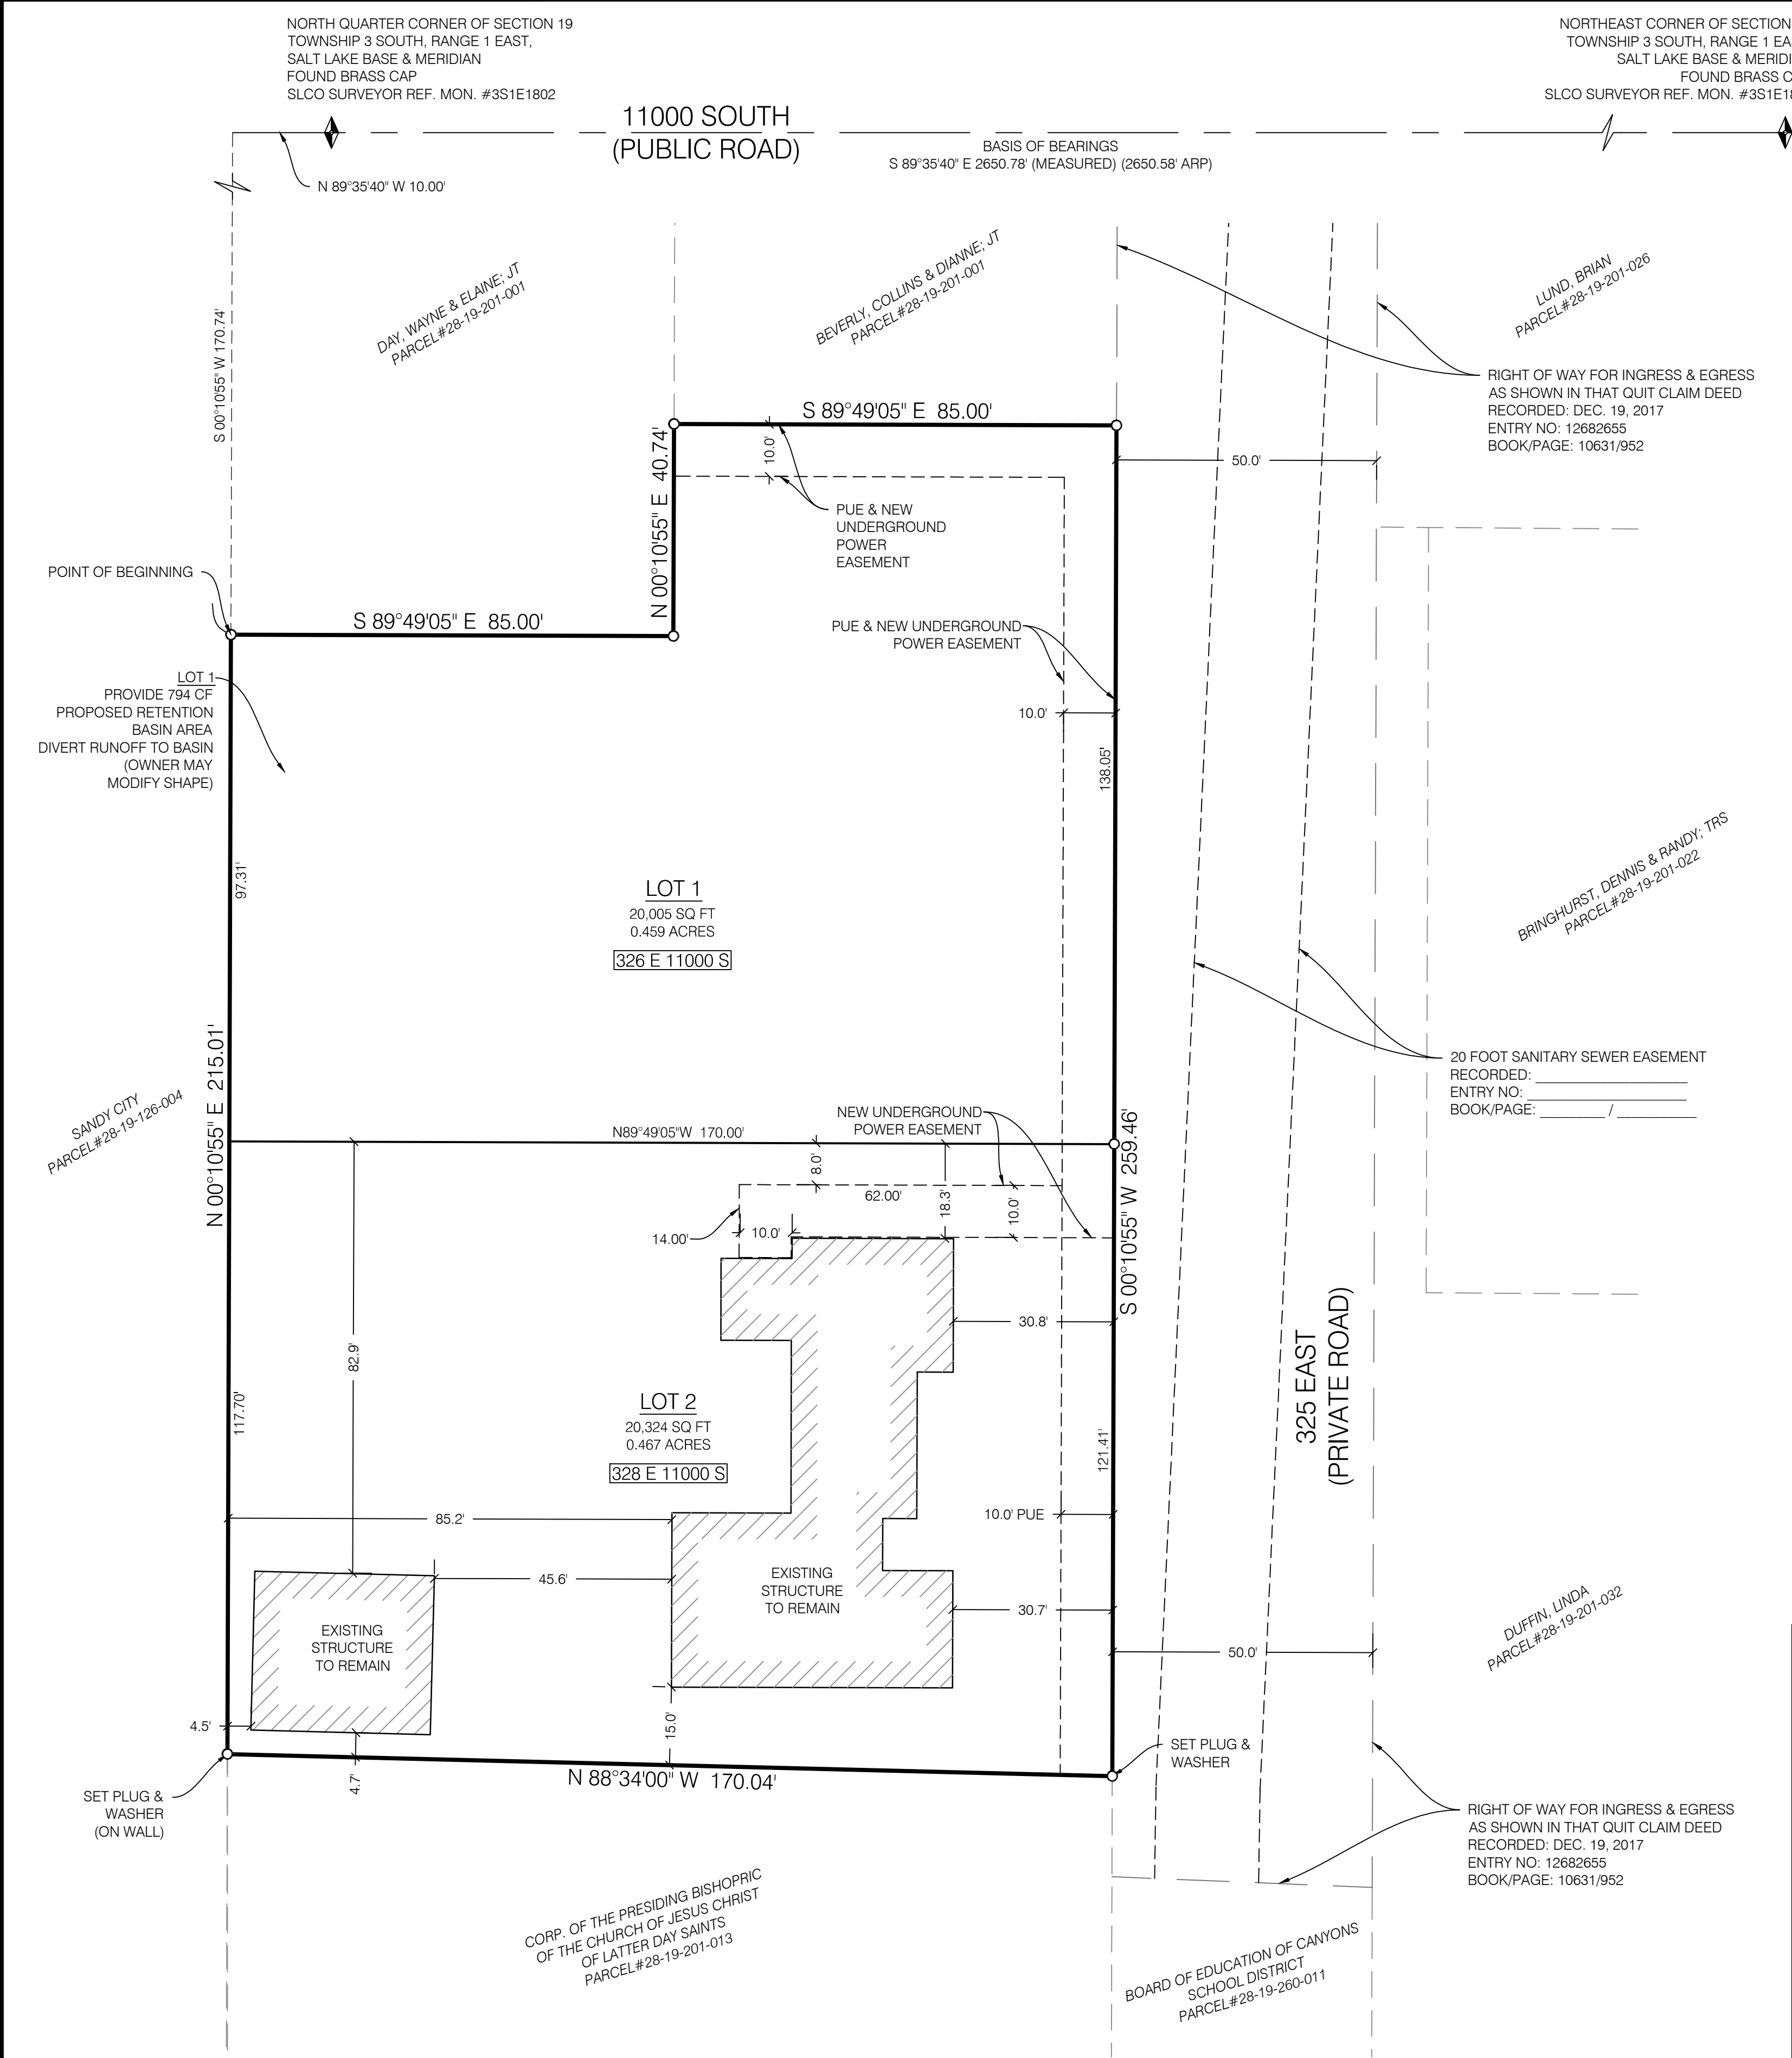 NORTH QUARTER CORNER OF SECTION 19
TOWNSHIP 3 SOUTH, RANGE 1 EAST,
SALT LAKE BASE & MERIDIAN
FOUND BRASS CAP
SLCO SURVEYOR REF. MON. #3S1E1802
NORTHEAST CORNER OF SECTION
TOWNSHIP 3 SOUTH, RANGE 1 EA
SALT LAKE BASE & MERIDI
FOUND BRASS C
SLCO SURVEYOR REF. MON. #3S1E18
11000 SOUTH
(PUBLIC ROAD)
BASIS OF BEARINGS
S 89°35'40" E 2650.78' (MEASURED) (2650.58' ARP)
N 89°35'40" W 10.00'
S 00°10'55" W 170.74'
DAY, WAYNE & ELAINE; JT
PARCEL#28-19-201-001
BEVERLY, COLLINS & DIANNE; JT
PARCEL#28-19-201-001
LUND, BRIAN
PARCEL#28-19-201-026
RIGHT OF WAY FOR INGRESS & EGRESS
AS SHOWN IN THAT QUIT CLAIM DEED
RECORDED: DEC. 19, 2017
ENTRY NO: 12682655
BOOK/PAGE: 10631/952
S 89°49'05" E 85.00'
N 00°10'55" E 40.74'
10.0'
50.0'
PUE & NEW
UNDERGROUND
POWER
EASEMENT
POINT OF BEGINNING
S 89°49'05" E 85.00'
PUE & NEW UNDERGROUND
POWER EASEMENT
LOT 1
PROVIDE 794 CF
PROPOSED RETENTION
BASIN AREA
DIVERT RUNOFF TO BASIN
(OWNER MAY
MODIFY SHAPE)
10.0'
138.05'
97.31'
LOT 1
20,005 SQ FT
0.459 ACRES
326 E 11000 S
BRINGHURST, DENNIS & RANDY; TRS
PARCEL#28-19-201-022
20 FOOT SANITARY SEWER EASEMENT
RECORDED: ____________________
ENTRY NO: ____________________
BOOK/PAGE: _________ / ___________
SANDY CITY
PARCEL#28-19-126-004
N 00°10'55" E 215.01'
NEW UNDERGROUND
POWER EASEMENT
N89°49'05"W 170.00'
S 00°10'55" W 259.46'
8.0'
62.00'
18.3'
10.0'
14.00'
10.0'
30.8'
82.9'
325 EAST
(PRIVATE ROAD)
LOT 2
20,324 SQ FT
0.467 ACRES
328 E 11000 S
117.70'
121.41'
85.2'
10.0' PUE
45.6'
EXISTING
STRUCTURE
TO REMAIN
30.7'
EXISTING
STRUCTURE
TO REMAIN
DUFFIN, LINDA
PARCEL#28-19-201-032
50.0'
4.5'
15.0'
4.7'
N 88°34'00" W 170.04'
SET PLUG &
WASHER
SET PLUG &
WASHER
(ON WALL)
RIGHT OF WAY FOR INGRESS & EGRESS
AS SHOWN IN THAT QUIT CLAIM DEED
RECORDED: DEC. 19, 2017
ENTRY NO: 12682655
BOOK/PAGE: 10631/952
CORP. OF THE PRESIDING BISHOPRIC
OF THE CHURCH OF JESUS CHRIST
OF LATTER DAY SAINTS
PARCEL#28-19-201-013
BOARD OF EDUCATION OF CANYONS
SCHOOL DISTRICT
PARCEL#28-19-260-011